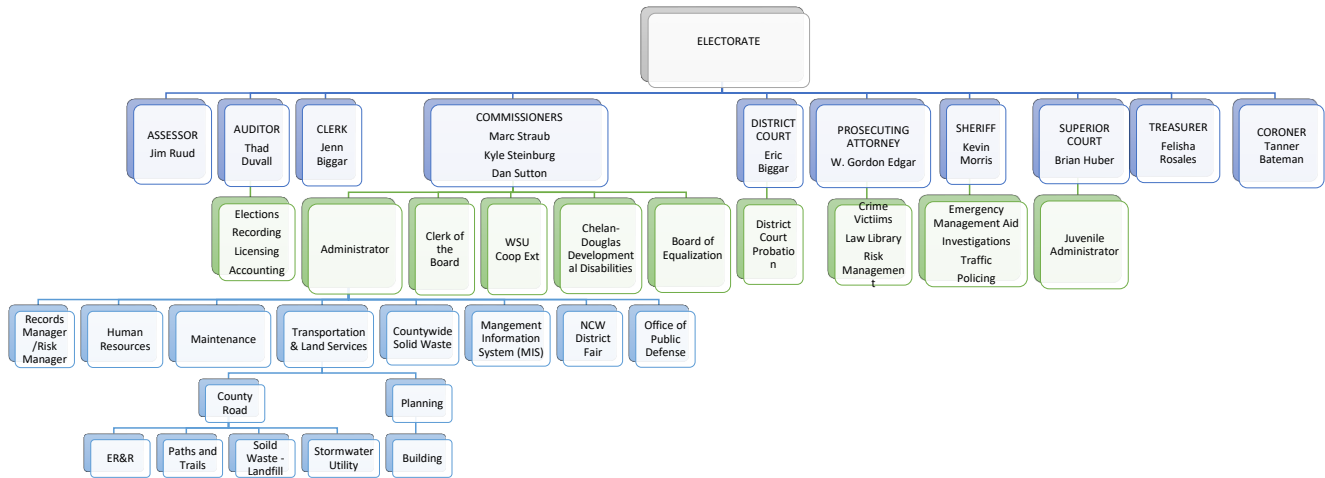 ELECTORATE
ASSESSOR
Jim Ruud
AUDITOR
Thad
Duvall
CLERK
Jenn
Biggar
COMMISSIONERS
Marc Straub
Kyle Steinburg
Dan Sutton
DISTRICT
COURT
Eric
Biggar
PROSECUTING
ATTORNEY
W. Gordon Edgar
SHERIFF
Kevin
Morris
SUPERIOR
COURT
Brian Huber
TREASURER
Felisha
Rosales
CORONER
Tanner
Bateman
Elections
Recording
Licensing
Accounting
Administrator
Clerk of
the
Board
WSU
Coop Ext
Chelan-
Douglas
Development
al Disabilities
Board of
Equalization
District
Court
Probatio
n
Crime
Victiims
Law Library
Risk
Managemen
t
Emergency
Management Aid
Investigations
Traffic
Policing
Juvenile
Administrator
Records
Manager
/Risk
Manager
Human
Resources
Maintenance
Transportation
& Land Services
Countywide
Solid Waste
Mangement
Information
System (MIS)
NCW
District
Fair
Office of
Public
Defense
County
Road
Planning
ER&R
Paths and
Trails
Soild
Waste -
Landfill
Stormwater
Utility
Building